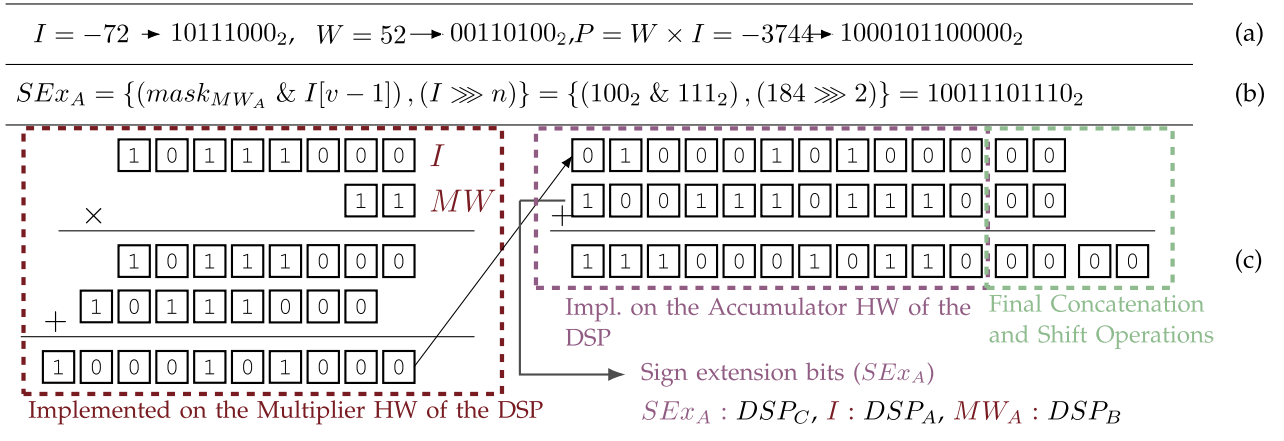 I = −72 → 10111000₂, W = 52 → 00110100₂, P = W × I = −3744 → 1000101100000₂ (a)
SEx_A = {(mask_{MW_A} & I[v − 1]) , (I ⋙ n)} = {(100₂ & 111₂) , (184 ⋙ 2)} = 10011101110₂ (b)
1 0 1 1 1 0 0 0 I
1 1 MW
×
1 0 1 1 1 0 0 0
1 0 1 1 1 0 0 0
+
1 0 0 0 1 0 1 0 0 0
Implemented on the Multiplier HW of the DSP
0 1 0 0 0 1 0 1 0 0 0 0 0
1 0 0 1 1 1 0 1 1 1 0 0 0
+
1 1 1 0 0 0 1 0 1 1 0 0 0 0 0
(c)
Impl. on the Accumulator HW of the
DSP
Final Concatenation
and Shift Operations
Sign extension bits (SEx_A)
SEx_A : DSP_C, I : DSP_A, MW_A : DSP_B